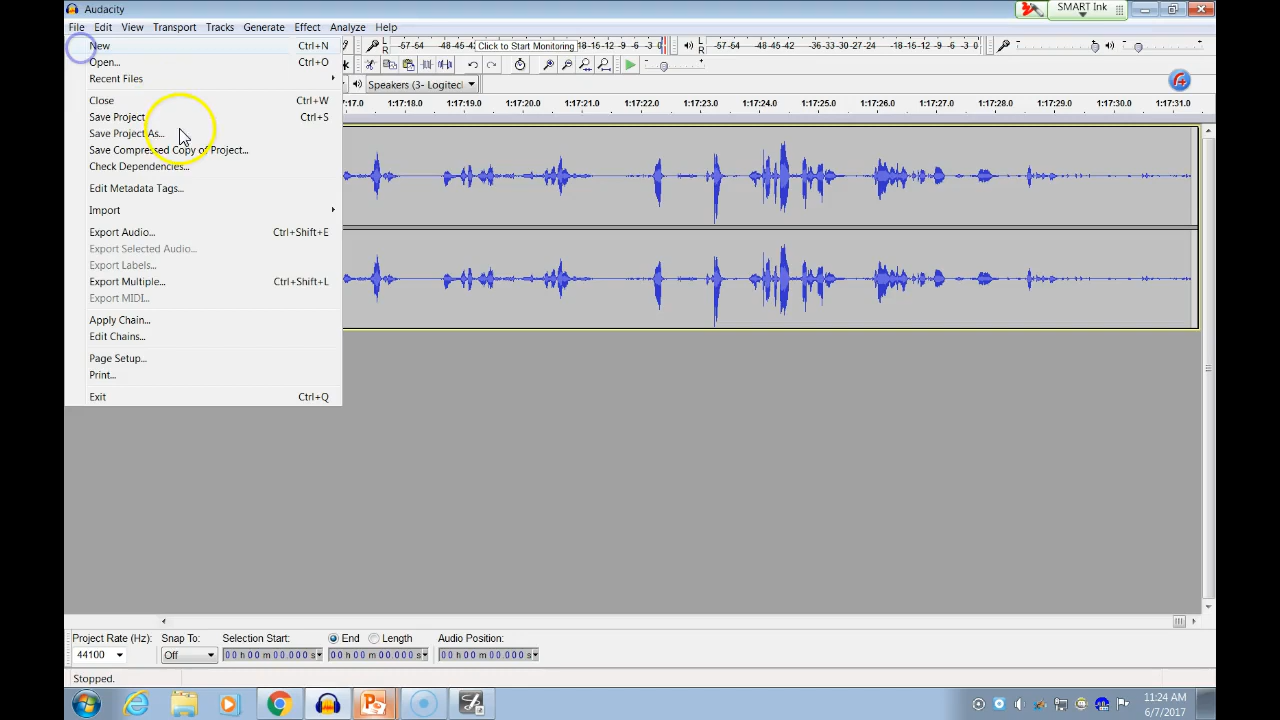 Audacity
SMART Ink
File Edit View Transport Tracks Generate Effect Analyze Help
New Ctrl+N
Open... Ctrl+O
Recent Files
Close Ctrl+W
Save Project Ctrl+S
Save Project As...
Save Compressed Copy of Project...
Check Dependencies...
Edit Metadata Tags...
Import
Export Audio... Ctrl+Shift+E
Export Selected Audio...
Export Labels...
Export Multiple... Ctrl+Shift+L
Export MIDI...
Apply Chain...
Edit Chains...
Page Setup...
Print...
Exit Ctrl+Q
-57 -54 -48 -45 -42 Click to Start Monitoring -18 -15 -12 -9 -6 -3 0
-57 -54 -48 -45 -42 -36 -33 -30 -27 -24 -18 -15 -12 -9 -6 -3 0
Speakers (3- Logitecl
17.0 1:17:18.0 1:17:19.0 1:17:20.0 1:17:21.0 1:17:22.0 1:17:23.0 1:17:24.0 1:17:25.0 1:17:26.0 1:17:27.0 1:17:28.0 1:17:29.0 1:17:30.0 1:17:31.0
Project Rate (Hz): Snap To: Selection Start: End Length Audio Position:
44100 Off 00 h 00 m 00.000 s 00 h 00 m 00.000 s 00 h 00 m 00.000 s
Stopped.
11:24 AM
6/7/2017